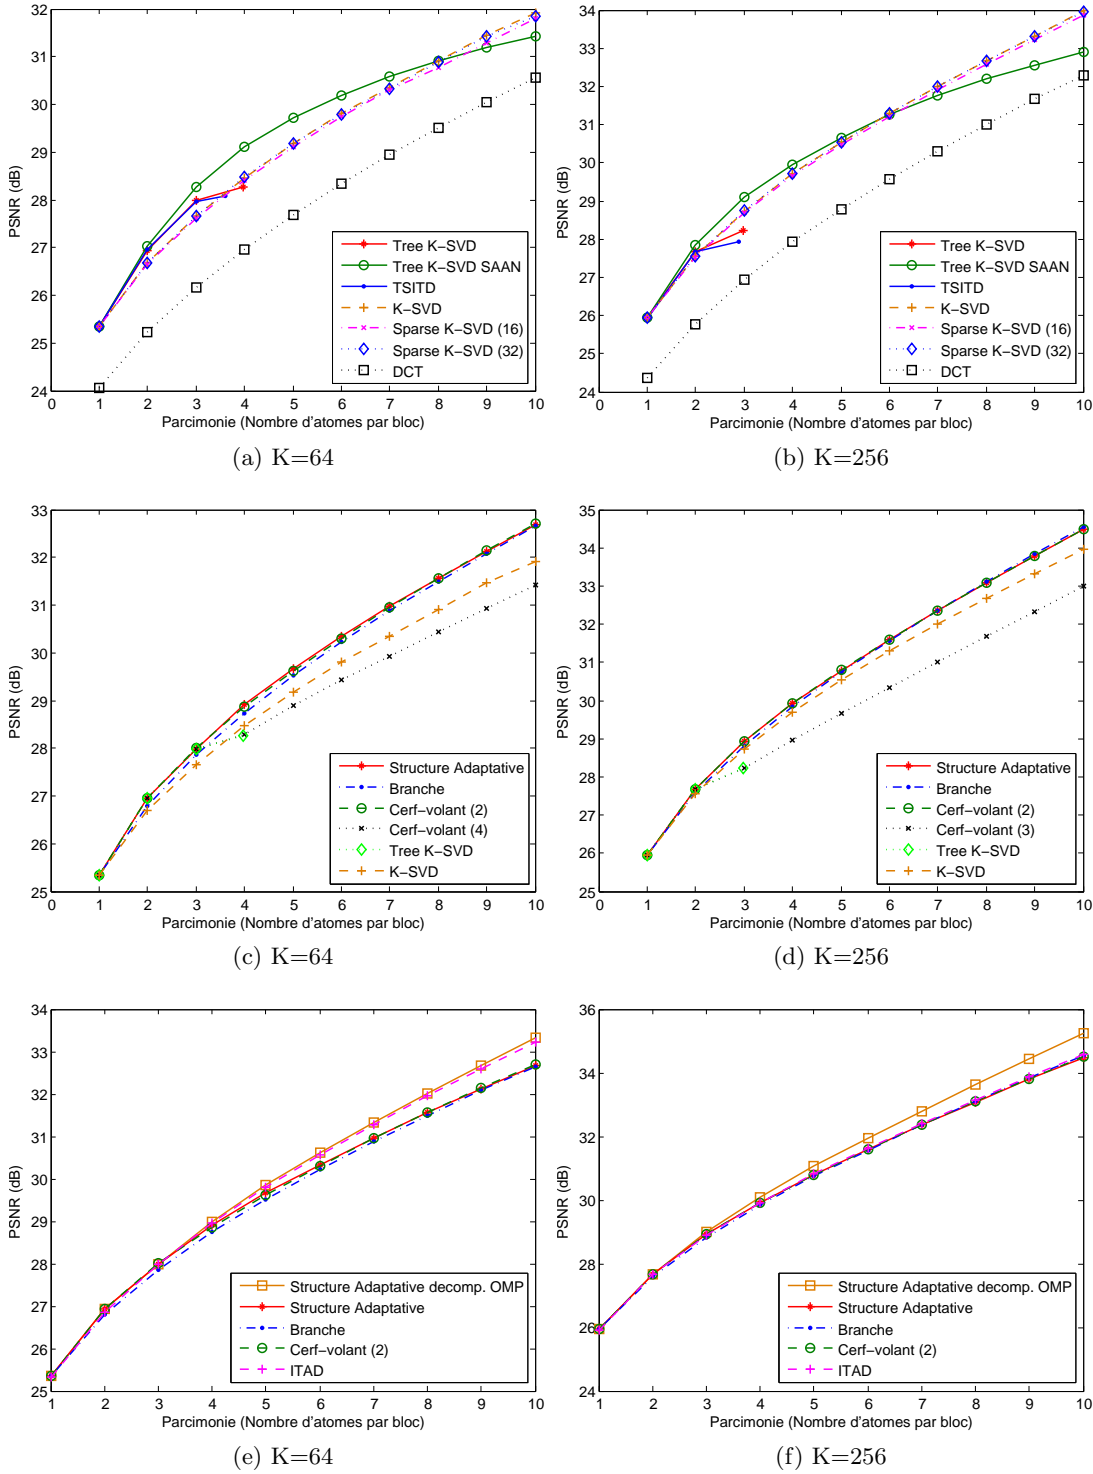 32
31
30
29
28
27
26
25
24
0 1 2 3 4 5 6 7 8 9 10
PSNR (dB)
Parcimonie (Nombre d'atomes par bloc)
Tree K−SVD
Tree K−SVD SAAN
TSITD
K−SVD
Sparse K−SVD (16)
Sparse K−SVD (32)
DCT
(a) K=64
34
33
32
31
30
29
28
27
26
25
24
0 1 2 3 4 5 6 7 8 9 10
PSNR (dB)
Parcimonie (Nombre d'atomes par bloc)
Tree K−SVD
Tree K−SVD SAAN
TSITD
K−SVD
Sparse K−SVD (16)
Sparse K−SVD (32)
DCT
(b) K=256
33
32
31
30
29
28
27
26
25
0 1 2 3 4 5 6 7 8 9 10
PSNR (dB)
Parcimonie (Nombre d'atomes par bloc)
Structure Adaptative
Branche
Cerf−volant (2)
Cerf−volant (4)
Tree K−SVD
K−SVD
(c) K=64
35
34
33
32
31
30
29
28
27
26
25
0 1 2 3 4 5 6 7 8 9 10
PSNR (dB)
Parcimonie (Nombre d'atomes par bloc)
Structure Adaptative
Branche
Cerf−volant (2)
Cerf−volant (3)
Tree K−SVD
K−SVD
(d) K=256
34
33
32
31
30
29
28
27
26
25
1 2 3 4 5 6 7 8 9 10
PSNR (dB)
Parcimonie (Nombre d'atomes par bloc)
Structure Adaptative decomp. OMP
Structure Adaptative
Branche
Cerf−volant (2)
ITAD
(e) K=64
36
34
32
30
28
26
24
1 2 3 4 5 6 7 8 9 10
PSNR (dB)
Parcimonie (Nombre d'atomes par bloc)
Structure Adaptative decomp. OMP
Structure Adaptative
Branche
Cerf−volant (2)
ITAD
(f) K=256